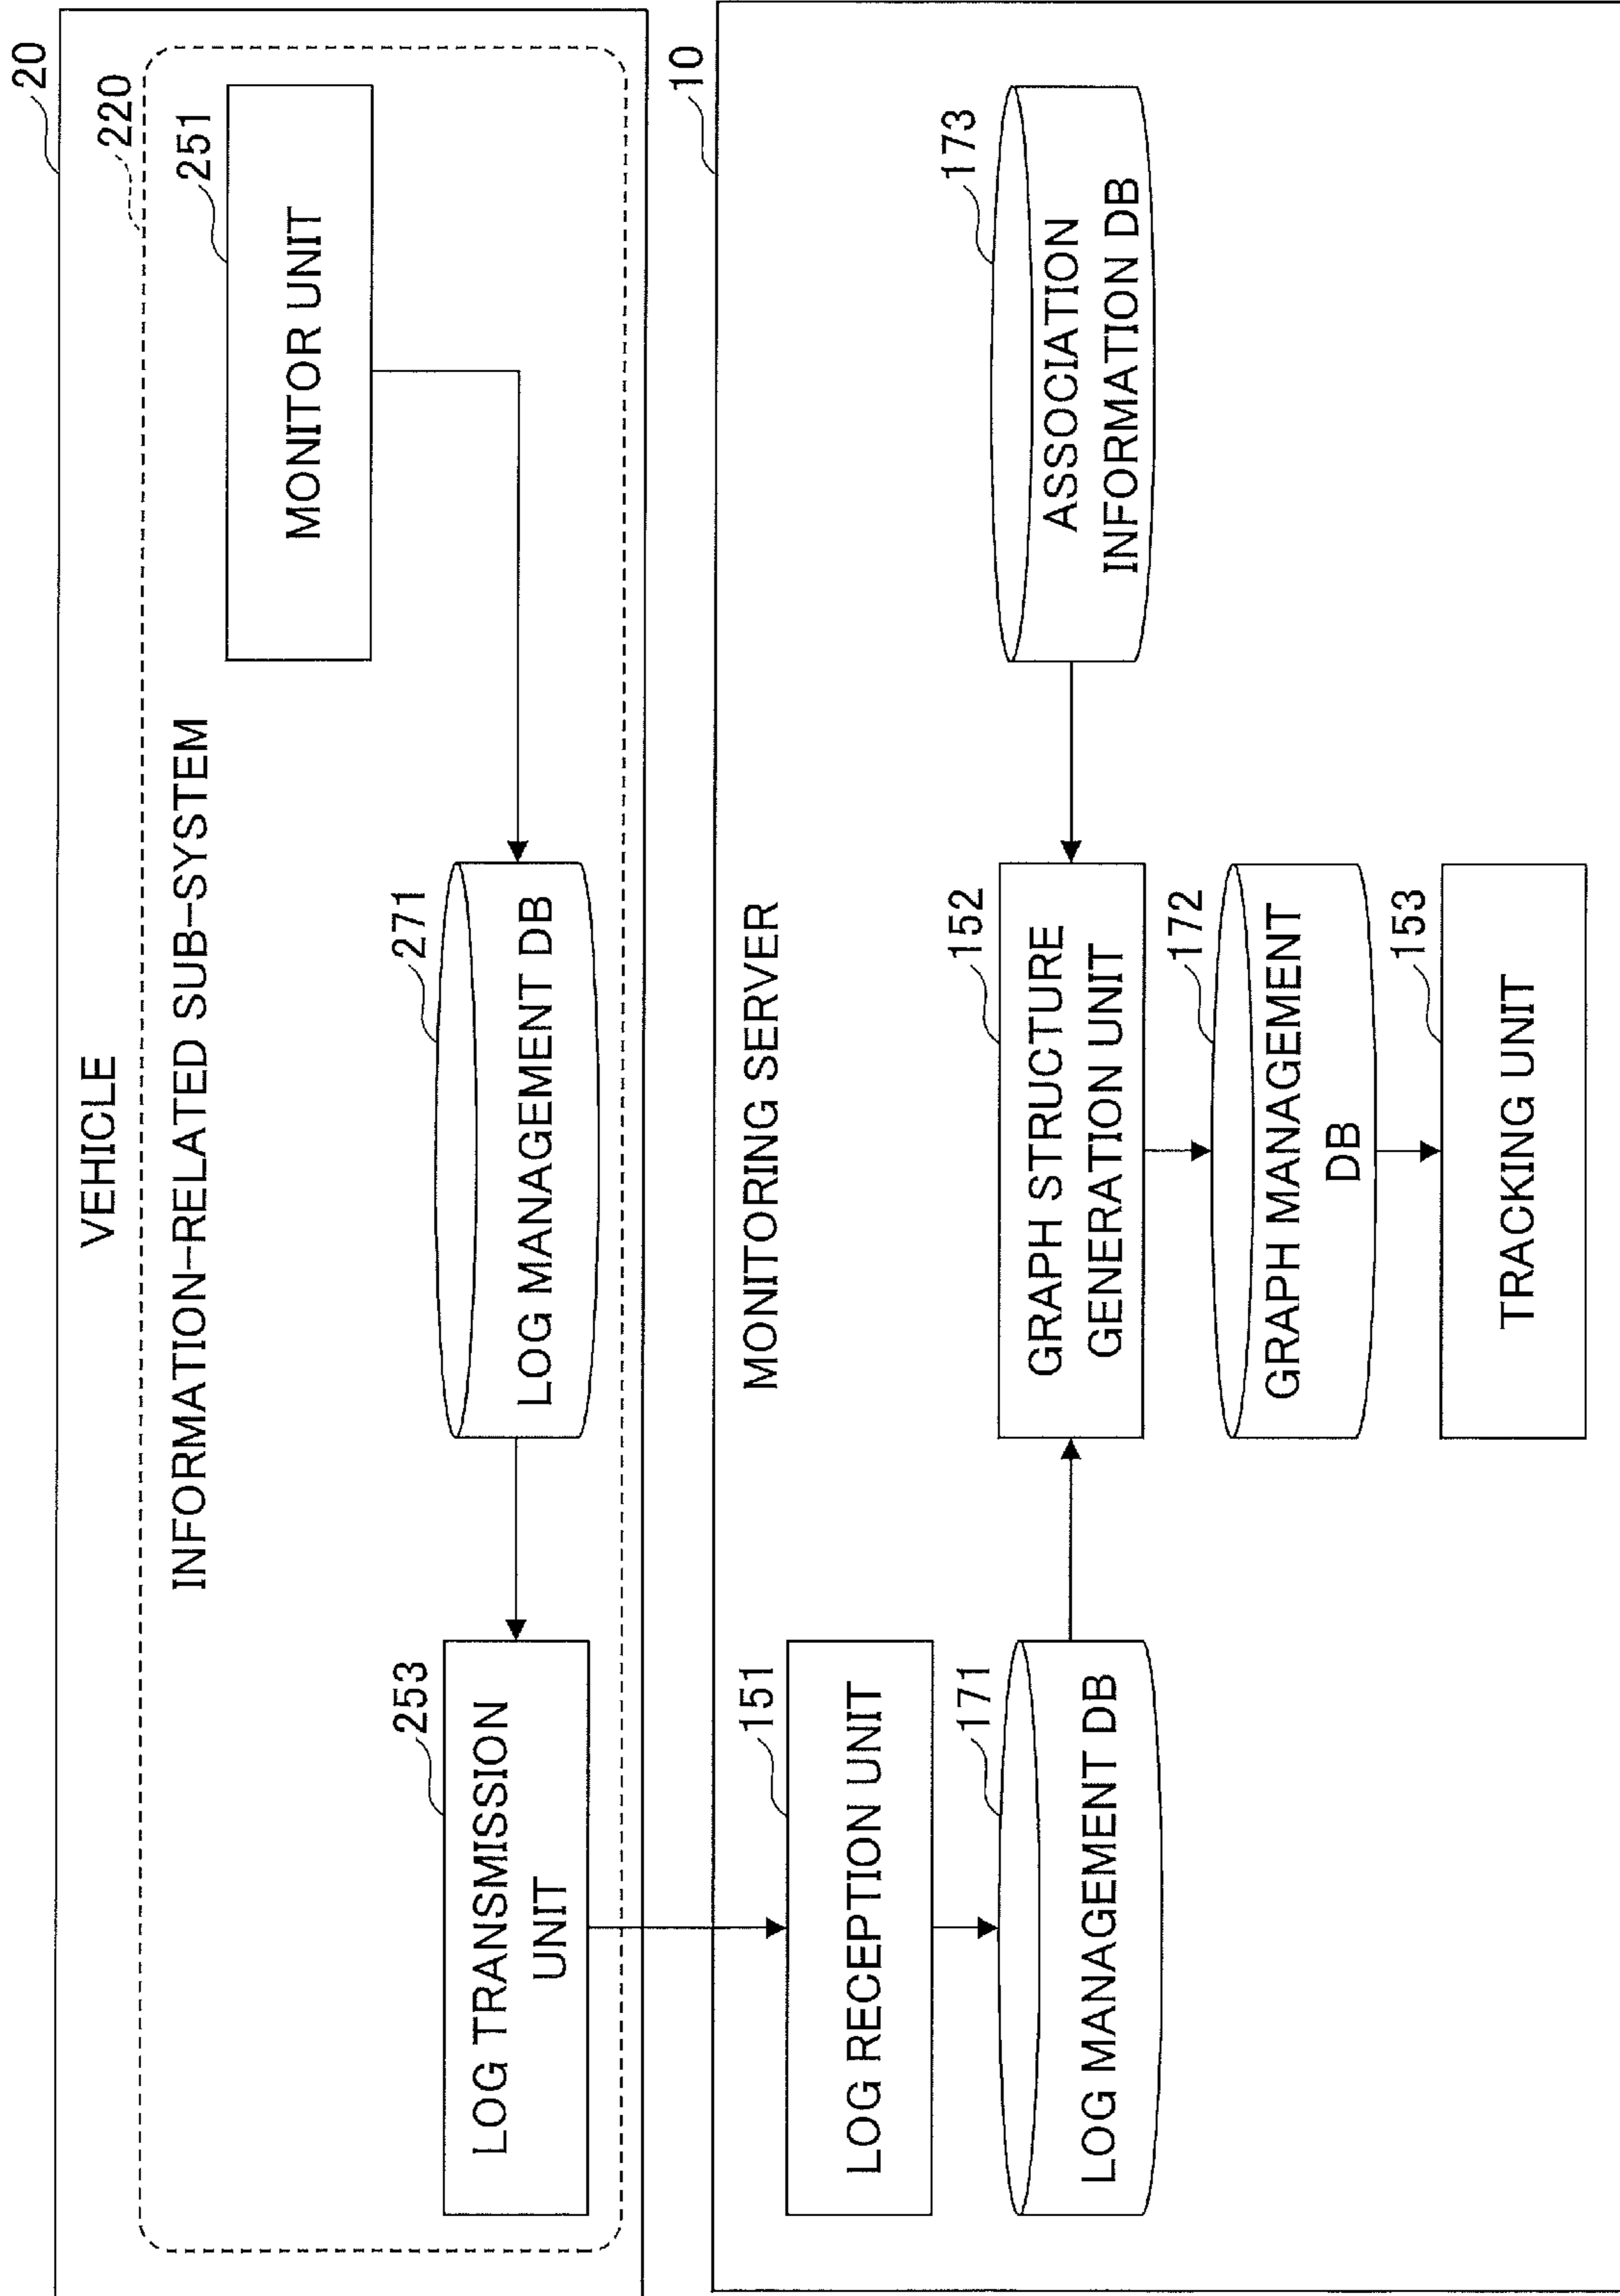 20
VEHICLE
220
INFORMATION-RELATED SUB-SYSTEM
251
MONITOR UNIT
271
LOG MANAGEMENT DB
253
LOG TRANSMISSION
UNIT
10
MONITORING SERVER
151
LOG RECEPTION UNIT
171
LOG MANAGEMENT DB
152
GRAPH STRUCTURE
GENERATION UNIT
173
ASSOCIATION
INFORMATION DB
172
GRAPH MANAGEMENT
DB
153
TRACKING UNIT